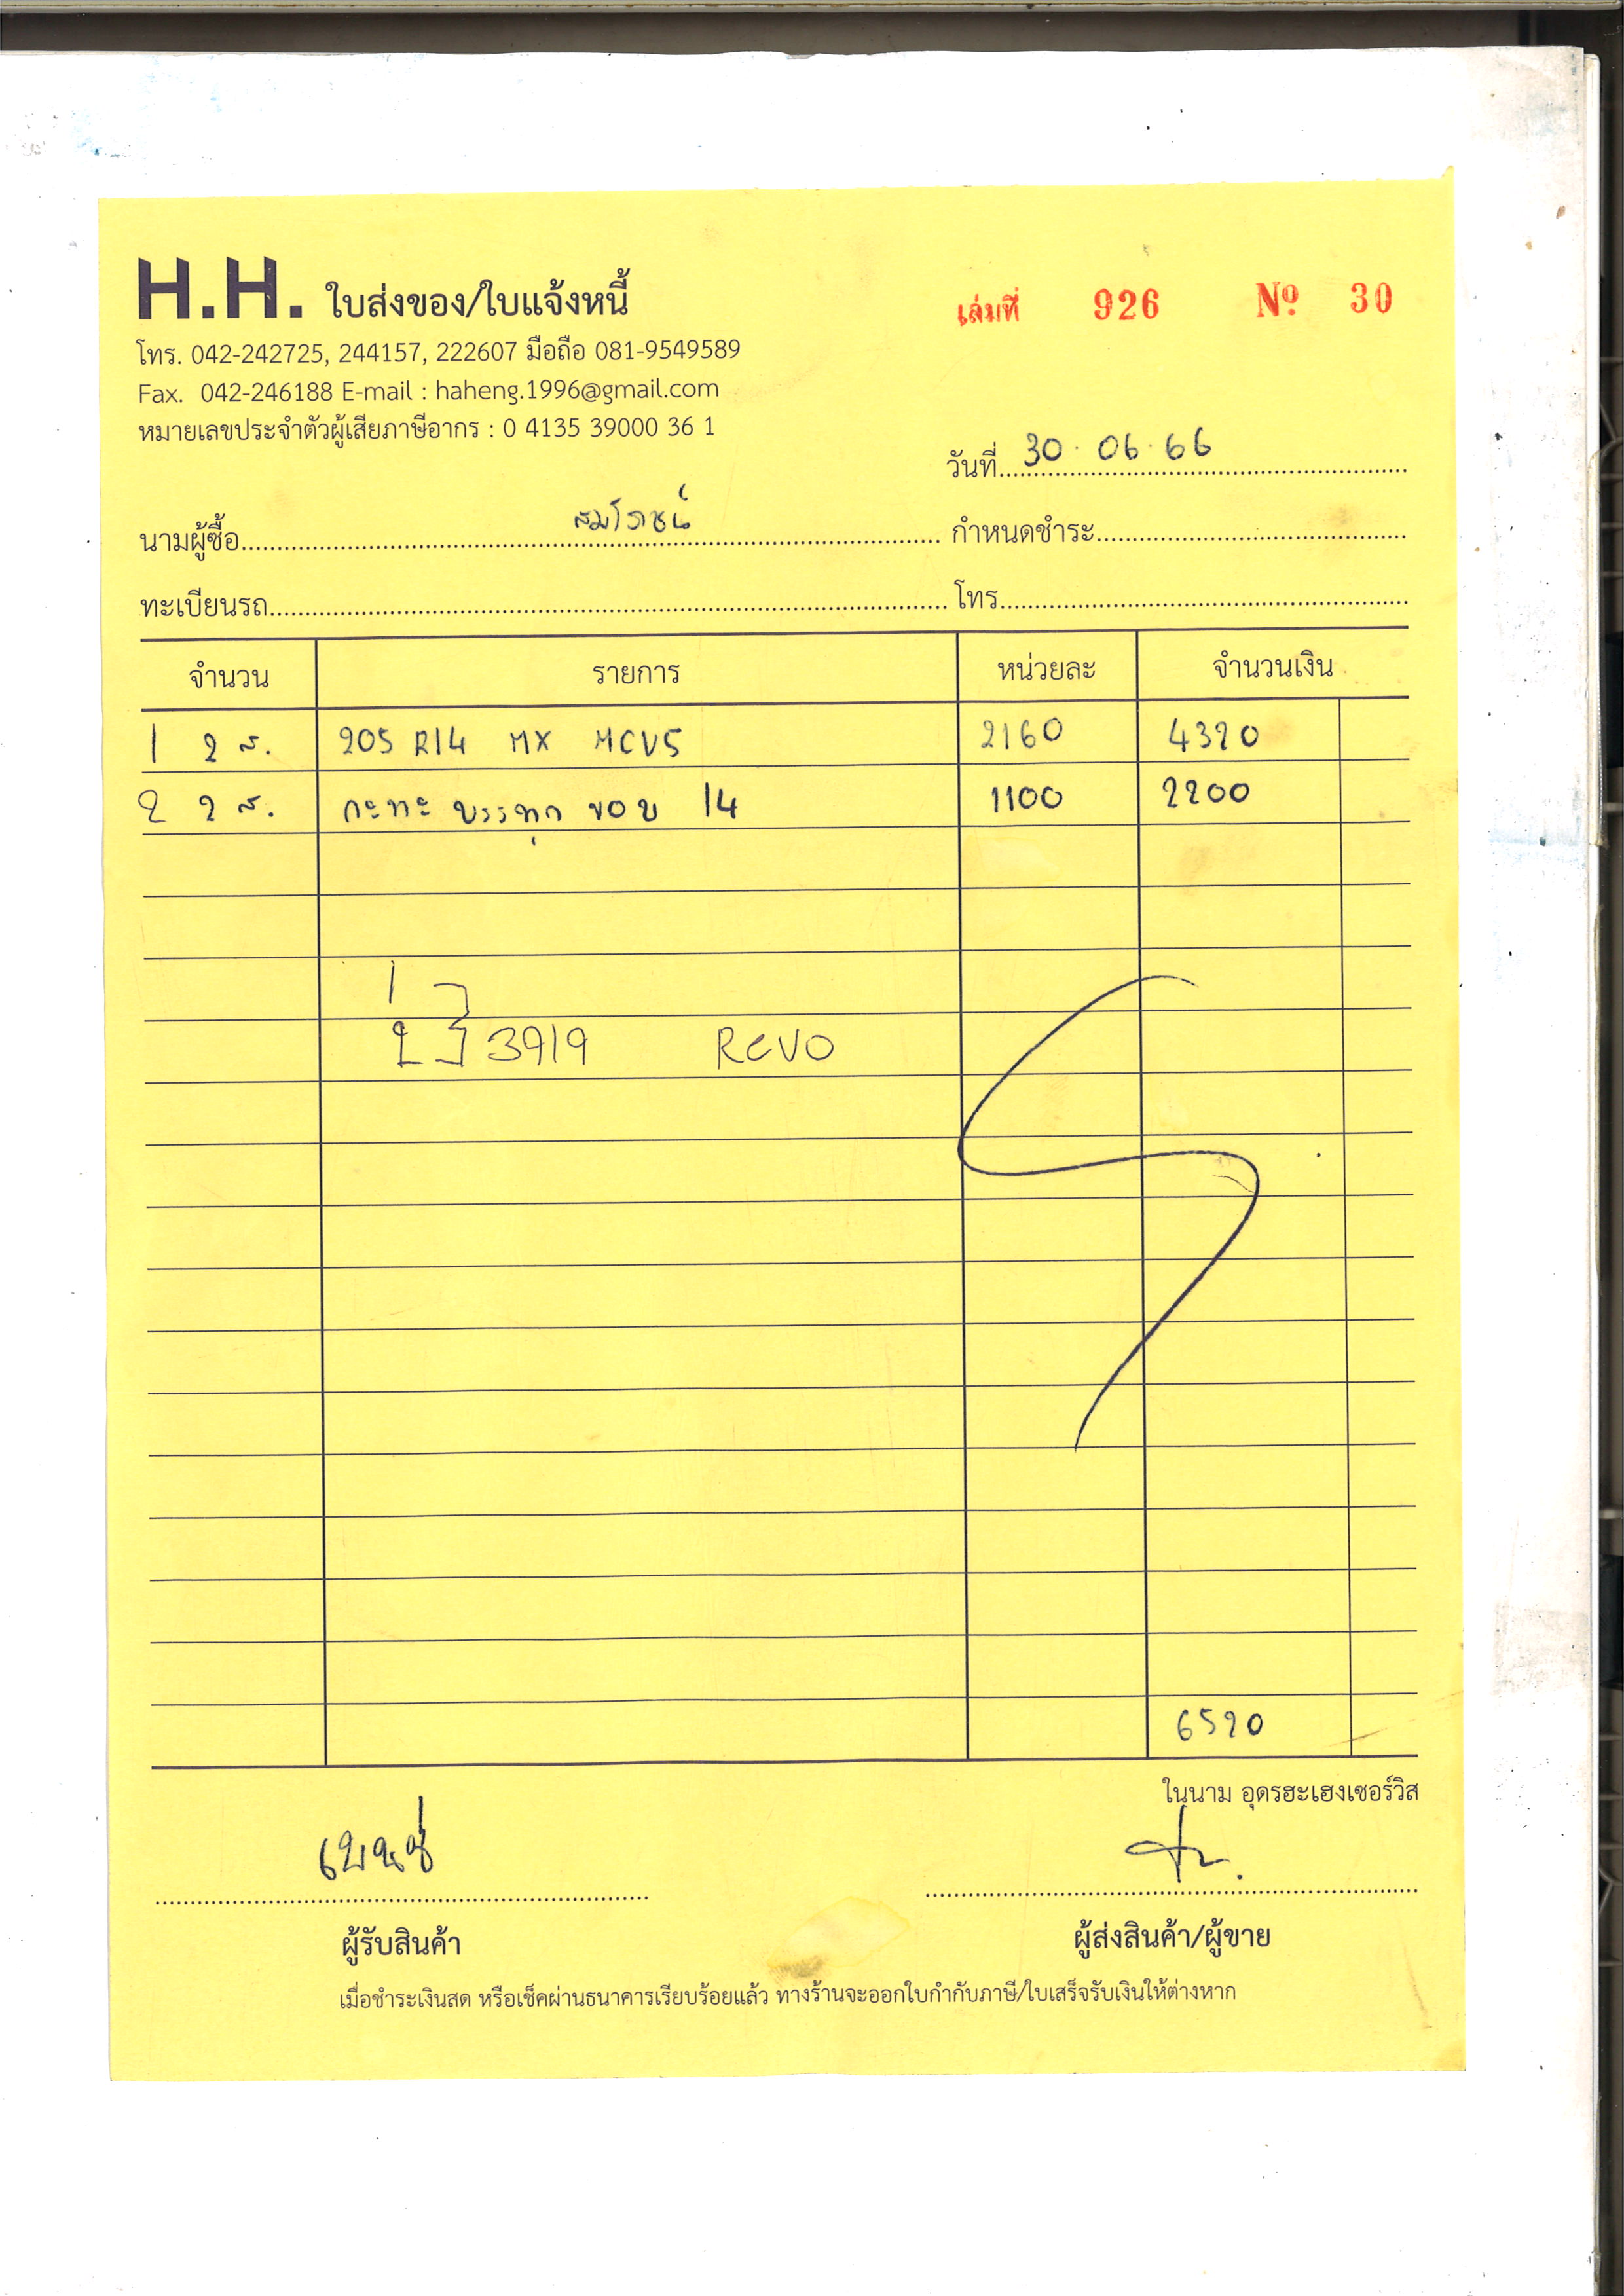 H.H. ใบส่งของ/ใบแจ้งหนี้ เล่มที่ 926 Nº 30
โทร. 042-242725, 244157, 222607 มือถือ 081-9549589
Fax. 042-246188 E-mail : haheng.1996@gmail.com
หมายเลขประจำตัวผู้เสียภาษีอากร : 0 4135 39000 36 1
วันที่ 30.06.66
นามผู้ซื้อ สมโภชน์ กำหนดชำระ
ทะเบียนรถ โทร.
จำนวน รายการ หน่วยละ จำนวนเงิน
1 2 ส. 205 R14 MX MCV5 2160 4320
2 2 ส. กะทะ บรรทุก ขอบ 14 1100 2200
1
2 3919 REVO
6520
ในนาม อุดรฮะเฮงเซอร์วิส
ผู้รับสินค้า ผู้ส่งสินค้า/ผู้ขาย
เมื่อชำระเงินสด หรือเช็คผ่านธนาคารเรียบร้อยแล้ว ทางร้านจะออกใบกำกับภาษี/ใบเสร็จรับเงินให้ต่างหาก